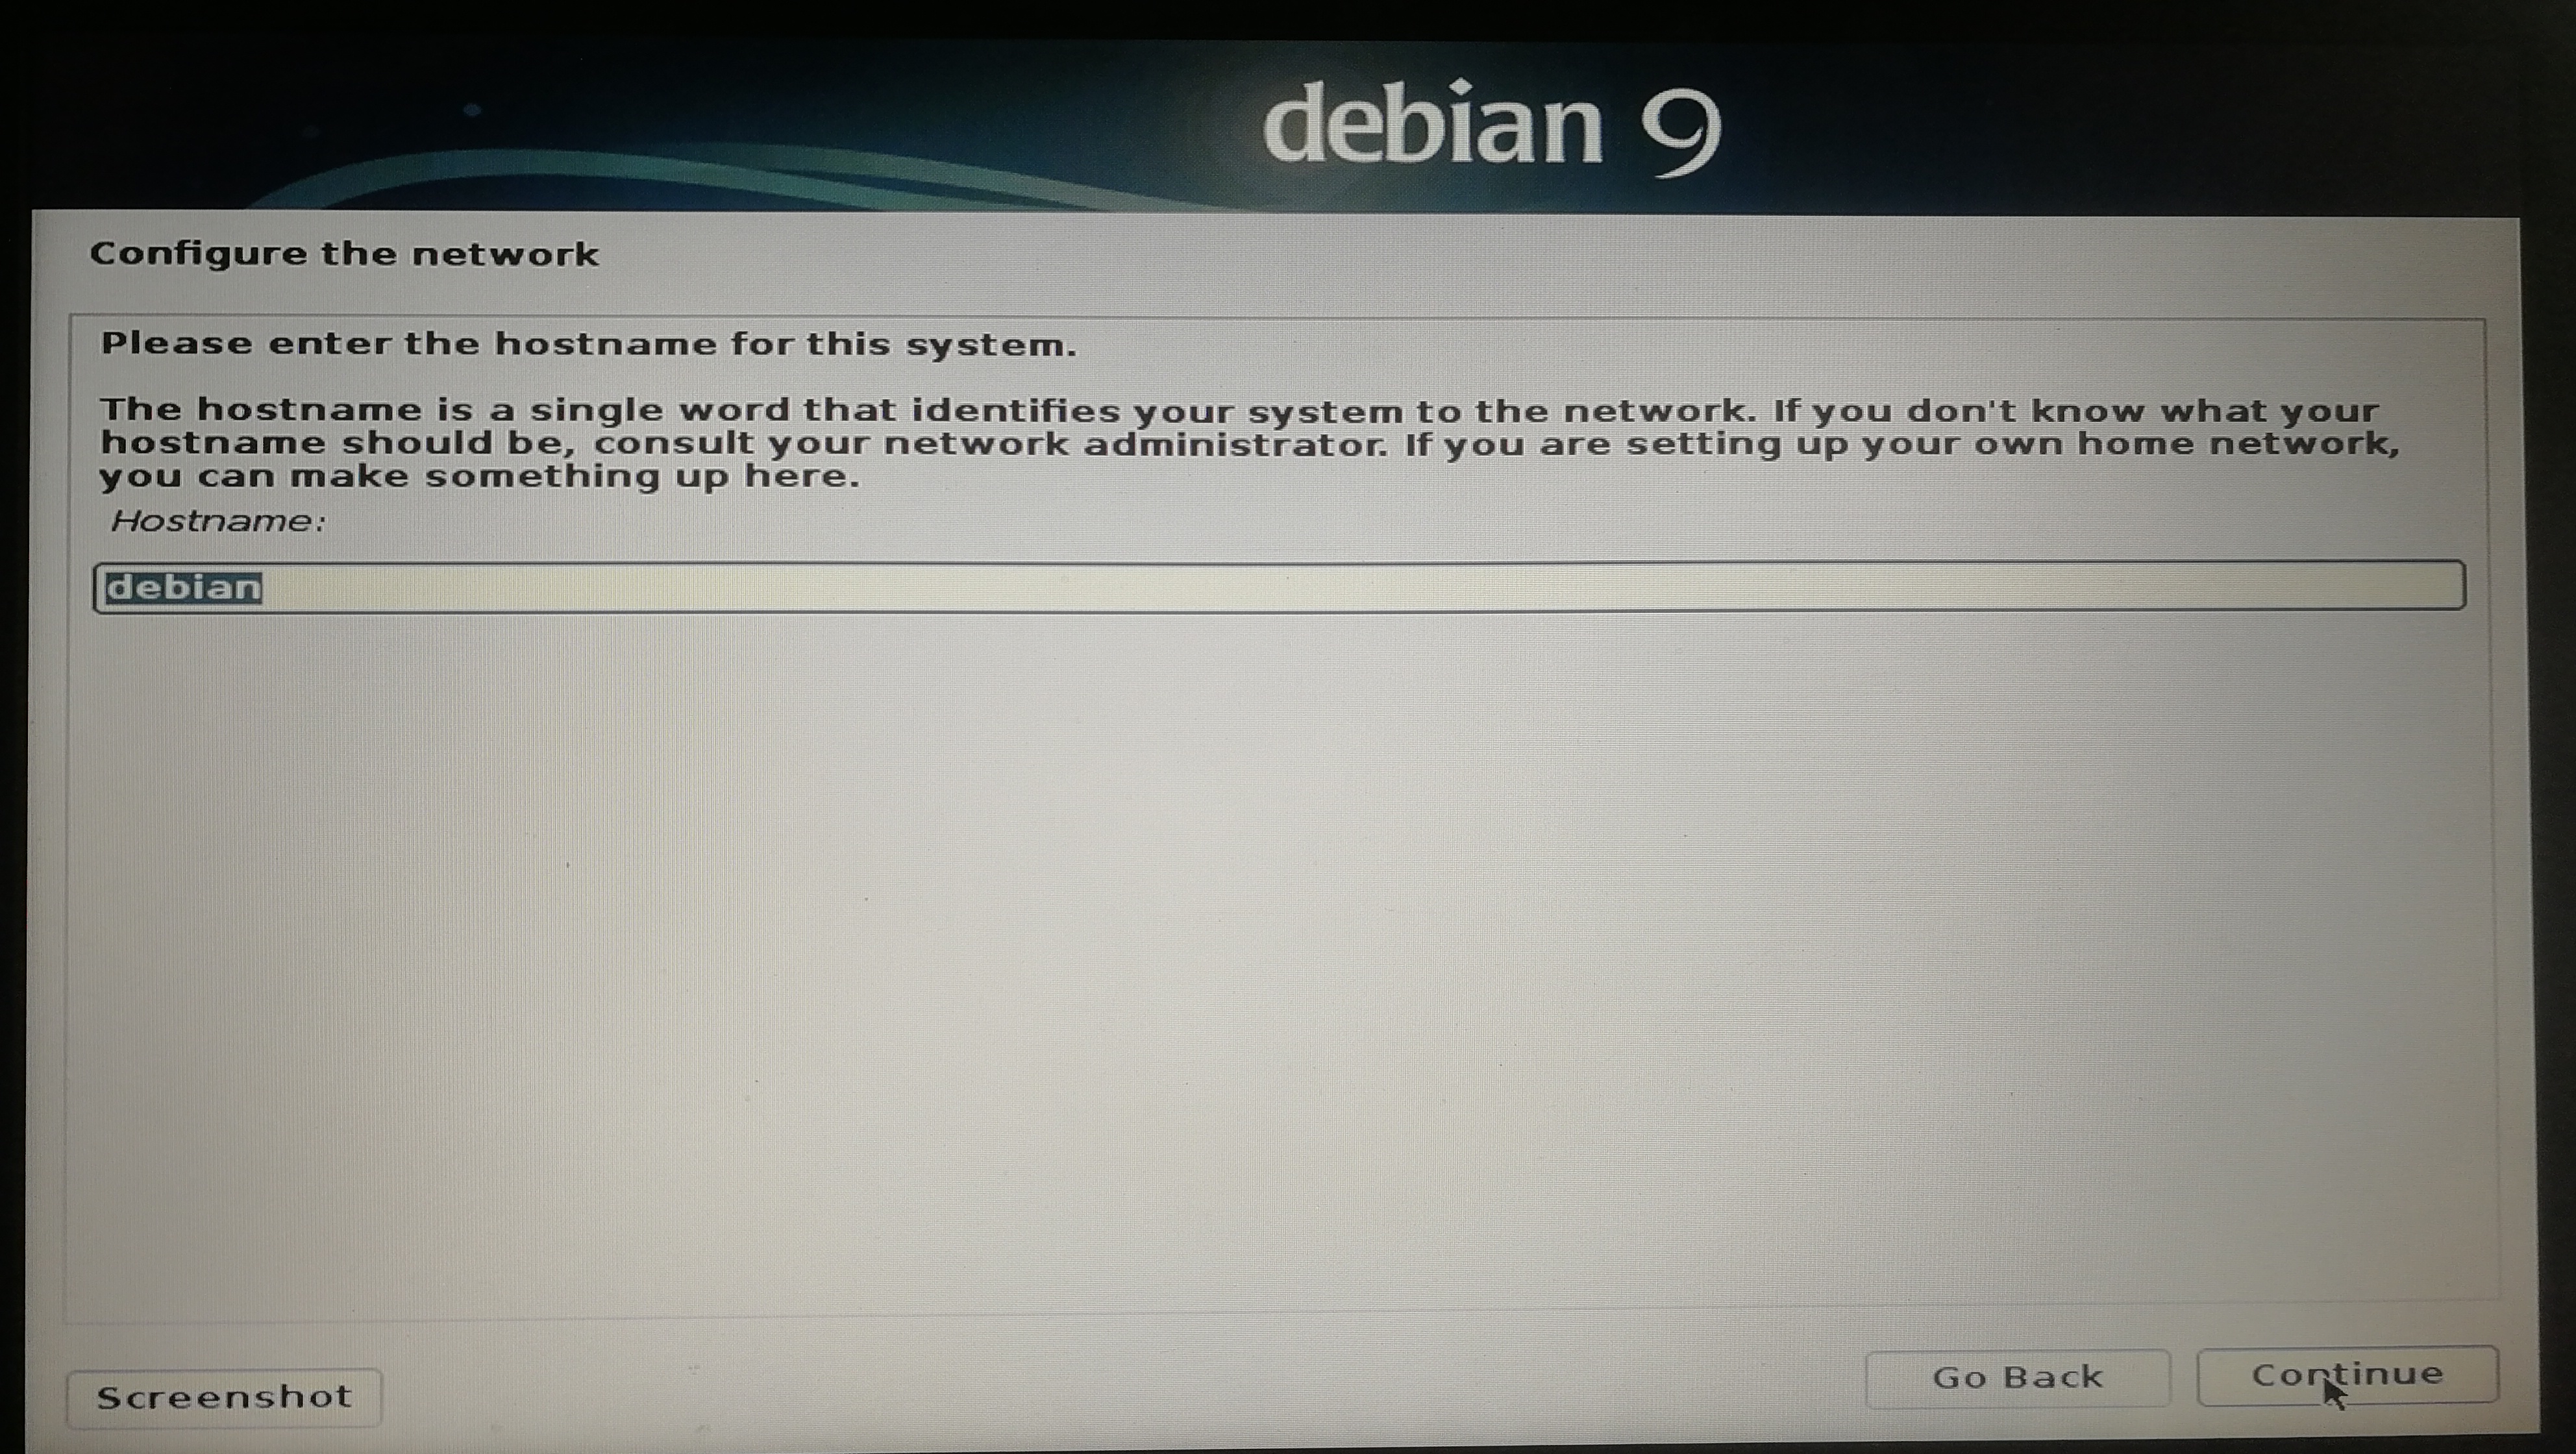 debian 9
Configure the network
Please enter the hostname for this system.
The hostname is a single word that identifies your system to the network. If you don't know what your
hostname should be, consult your network administrator. If you are setting up your own home network,
you can make something up here.
Hostname:
debian
Screenshot
Go Back
Continue